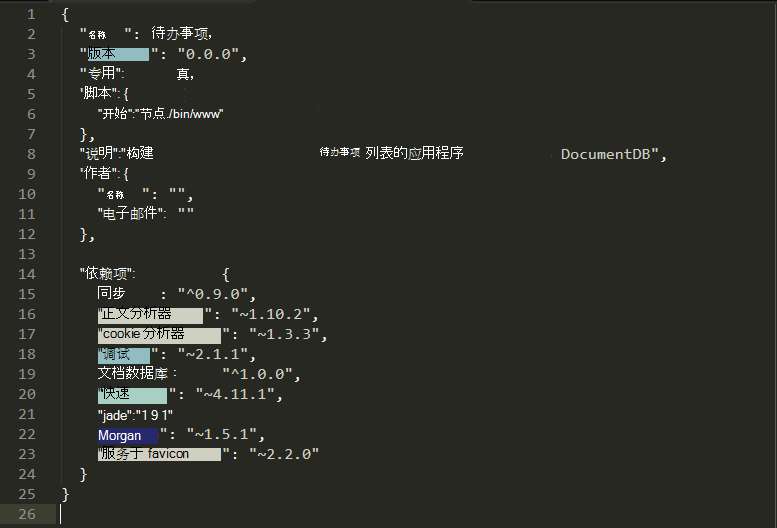 1 {
2 "名称 ": 待办事项,
3 "版本 ": "0.0.0",
4 "专用": 真,
5 "脚本": {
6 "开始":"节点./bin/www"
7 },
8 "说明":"构建 待办事项 列表的应用程序 DocumentDB",
9 "作者": {
10 "名称 ": "",
11 "电子邮件": ""
12 },
13
14 "依赖项": {
15 同步 : "^0.9.0",
16 "正文分析器 ": "~1.10.2",
17 "cookie 分析器 ": "~1.3.3",
18 "调试 ": "~2.1.1",
19 文档数据库: "^1.0.0",
20 "快速 ": "~4.11.1",
21 "jade":"1 9 1"
22 Morgan ": "~1.5.1",
23 "服务于 favicon ": "~2.2.0"
24 }
25 }
26